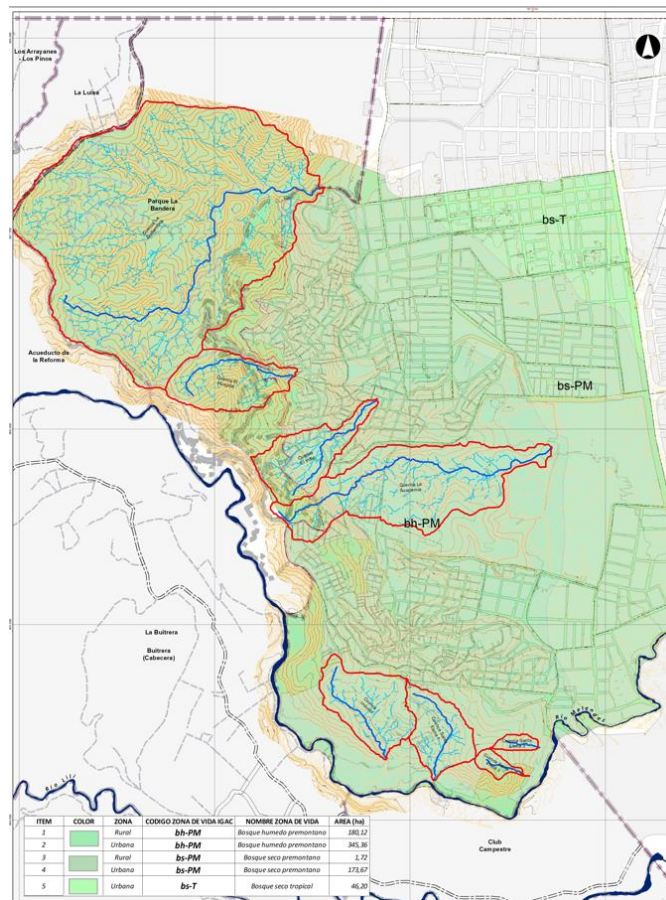 Los Arrayanes
- Los Pinos
La Luisa
Parque La
Bandera
bs-T
Acueducto de
la Reforma
bs-PM
bh-PM
La Buitrera
Buitrera
(Cabecera)
Río Meléndez
Río Lili
Club
Campestre
ITEM COLOR ZONA CODIGO ZONA DE VIDA IGAC NOMBRE ZONA DE VIDA AREA (ha)
1 Rural bh-PM Bosque humedo premontano 180,12
2 Urbana bh-PM Bosque humedo premontano 345,36
3 Rural bs-PM Bosque seco premontano 1,72
4 Urbana bs-PM Bosque seco premontano 173,67
5 Urbana bs-T Bosque seco tropical 46,20